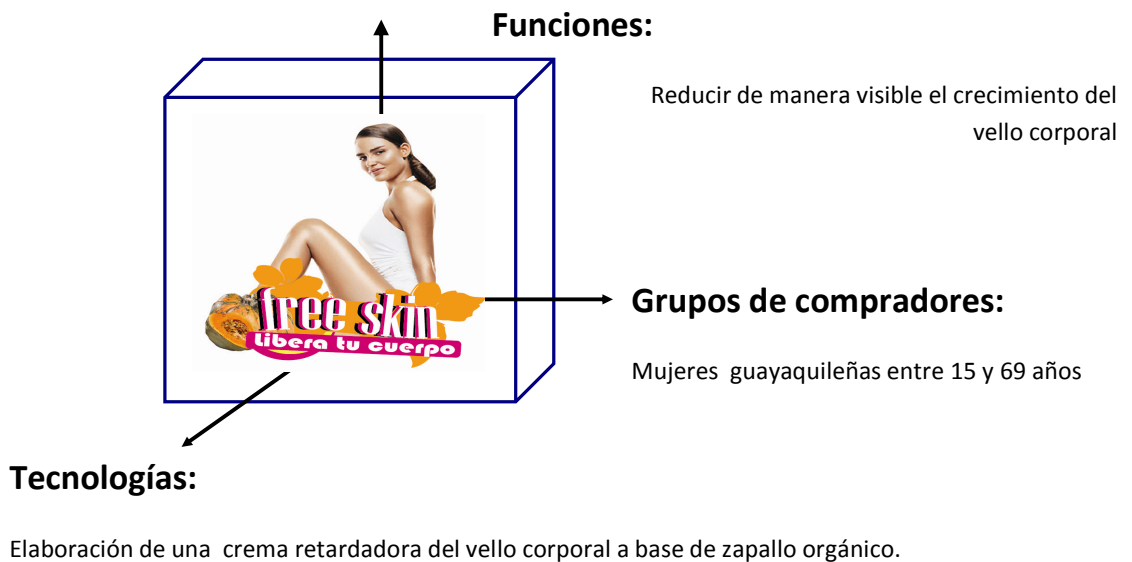 Funciones:
Reducir de manera visible el crecimiento del
vello corporal
free skin
Libera tu cuerpo
Grupos de compradores:
Mujeres guayaquileñas entre 15 y 69 años
Tecnologías:
Elaboración de una crema retardadora del vello corporal a base de zapallo orgánico.